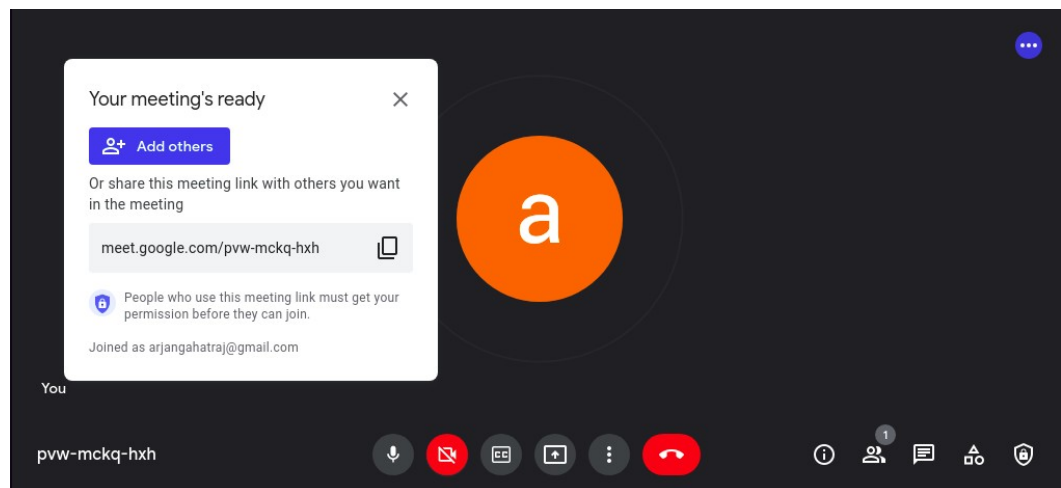 Your meeting's ready
Add others
Or share this meeting link with others you want
in the meeting
meet.google.com/pvw-mckq-hxh
People who use this meeting link must get your
permission before they can join.
Joined as arjangahatraj@gmail.com
a
You
pvw-mckq-hxh
CC
1